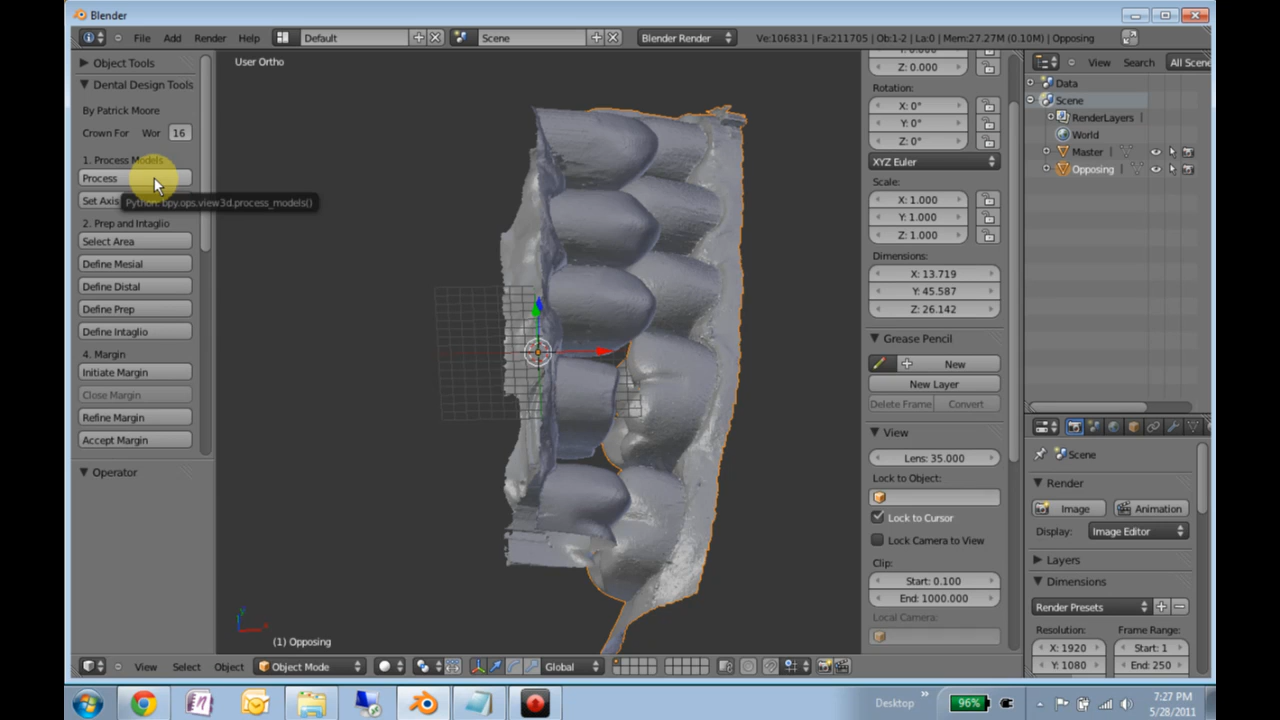 Blender
File Add Render Help Default Scene Blender Render Ve:106831 | Fa:211705 | Ob:1-2 | La:0 | Mem:27.27M (0.10M) | Opposing
Object Tools
Dental Design Tools
By Patrick Moore
Crown For Wor 16
1. Process Models
Process
Set Axis
Python: bpy.ops.view3d.process_models()
2. Prep and Intaglio
Select Area
Define Mesial
Define Distal
Define Prep
Define Intaglio
4. Margin
Initiate Margin
Close Margin
Refine Margin
Accept Margin
Operator
User Ortho
(1) Opposing
Z: 0.000
Rotation:
X: 0°
Y: 0°
Z: 0°
XYZ Euler
Scale:
X: 1.000
Y: 1.000
Z: 1.000
Dimensions:
X: 13.719
Y: 45.587
Z: 26.142
Grease Pencil
New
New Layer
Delete Frame Convert
View
Lens: 35.000
Lock to Object:
Lock to Cursor
Lock Camera to View
Clip:
Start: 0.100
End: 1000.000
Local Camera:
View Search All Scen
Data
Scene
RenderLayers
World
Master
Opposing
Scene
Render
Image Animation
Display: Image Editor
Layers
Dimensions
Render Presets
Resolution: Frame Range:
X: 1920 Start: 1
Y: 1080 End: 250
View Select Object Object Mode Global
Desktop
96%
7:27 PM
5/28/2011